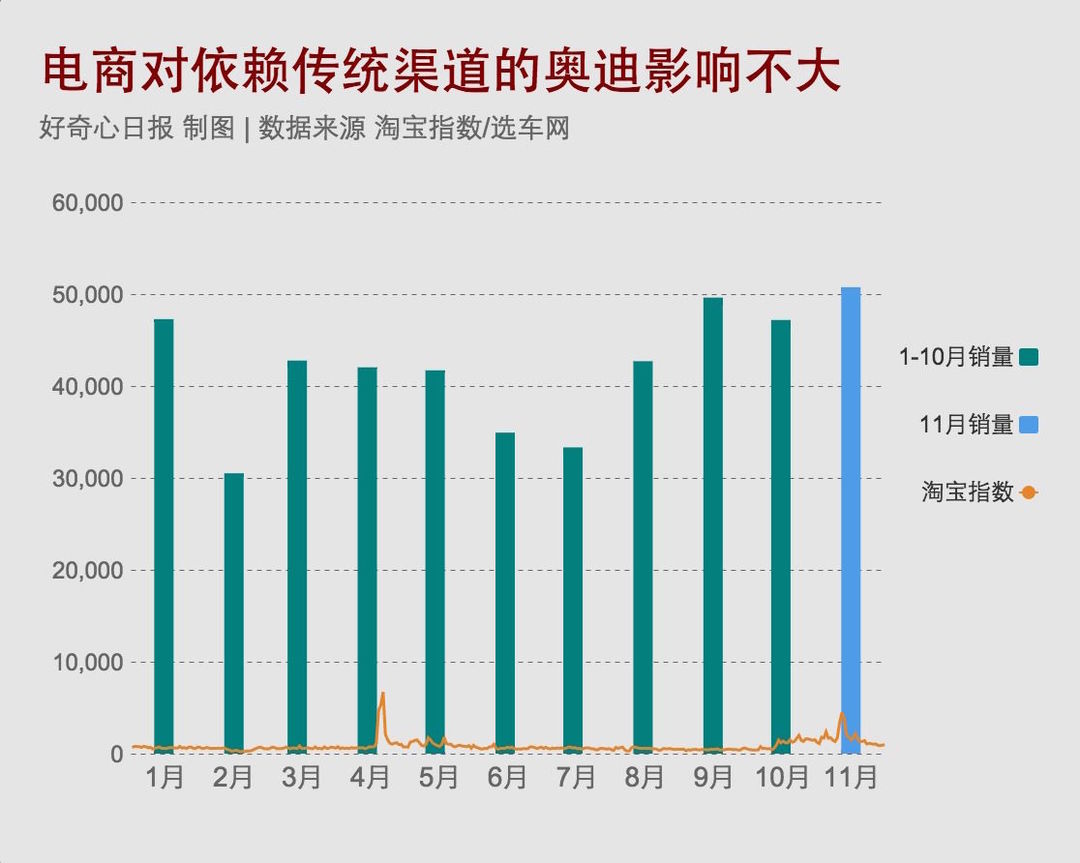 电商对依赖传统渠道的奥迪影响不大
好奇心日报 制图 | 数据来源 淘宝指数/选车网
60,000
50,000
40,000
30,000
20,000
10,000
0
1月 2月 3月 4月 5月 6月 7月 8月 9月 10月 11月
1-10月销量
11月销量
淘宝指数